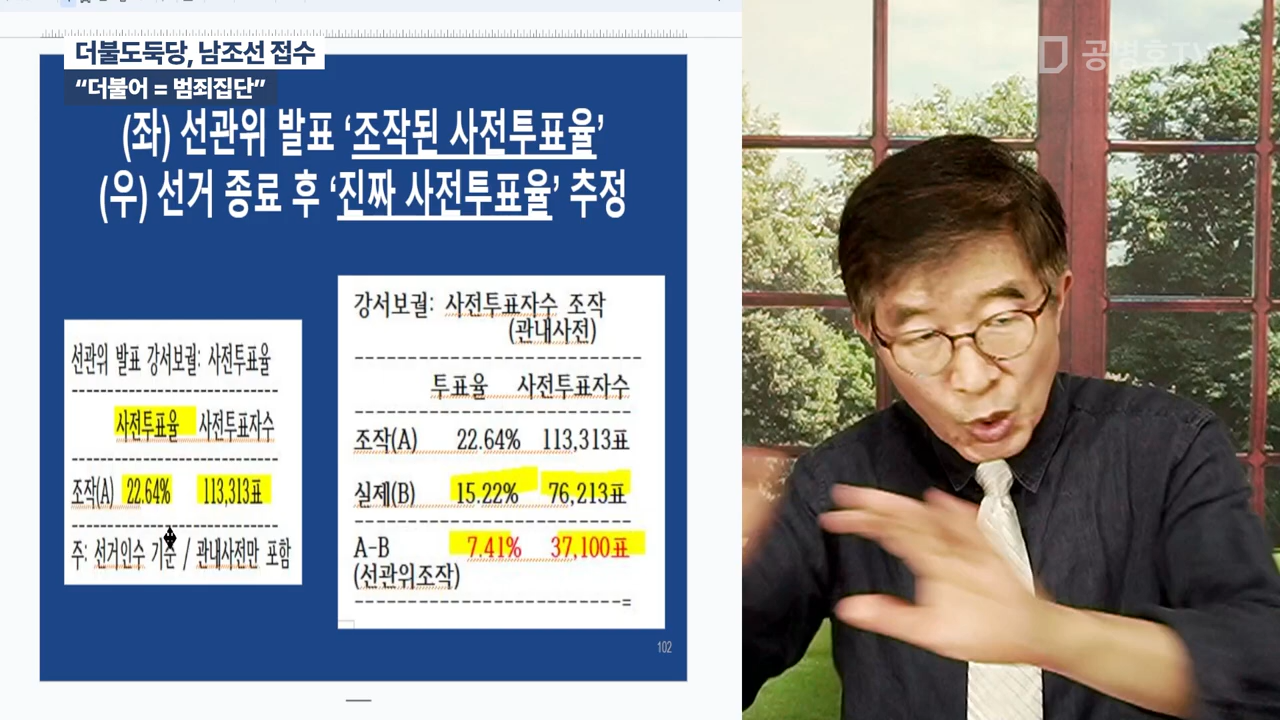 더불도둑당, 남조선 접수
“더불어 = 범죄집단”
공병호TV
(좌) 선관위 발표 ‘조작된 사전투표율’
(우) 선거 종료 후 ‘진짜 사전투표율’ 추정
선관위 발표 강서보궐: 사전투표율
사전투표율 사전투표자수
조작(A) 22.64% 113,313표
주: 선거인수 기준 / 관내사전만 포함
강서보궐: 사전투표자수 조작
(관내사전)
투표율 사전투표자수
조작(A) 22.64% 113,313표
실제(B) 15.22% 76,213표
A-B 7.41% 37,100표
(선관위조작)
102